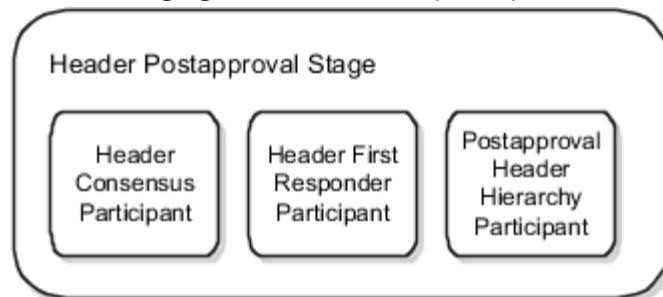 Header Postapproval Stage
Header
Consensus
Participant
Header First
Responder
Participant
Postapproval
Header
Hierarchy
Participant